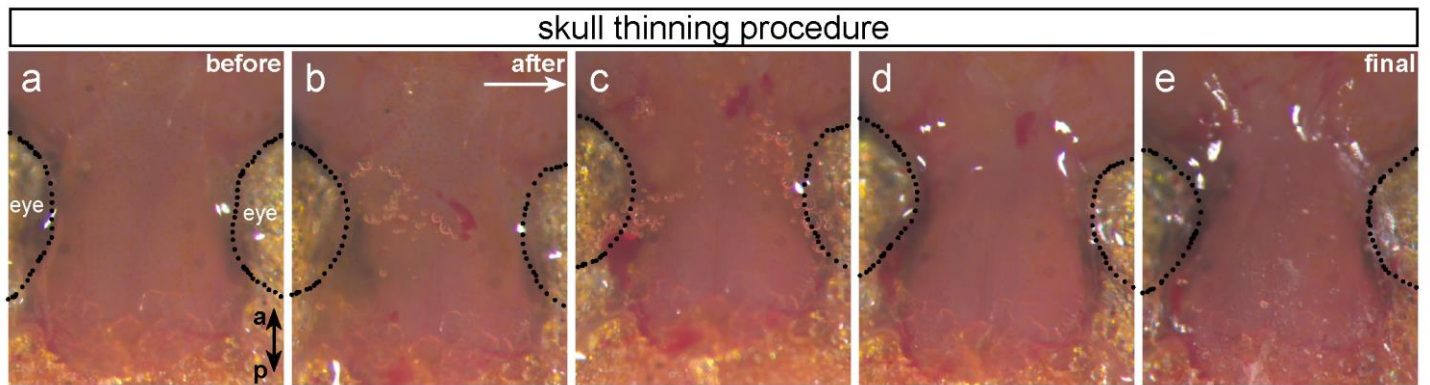 skull thinning procedure
a before
b after
c
d
e final
eye eye
a
p